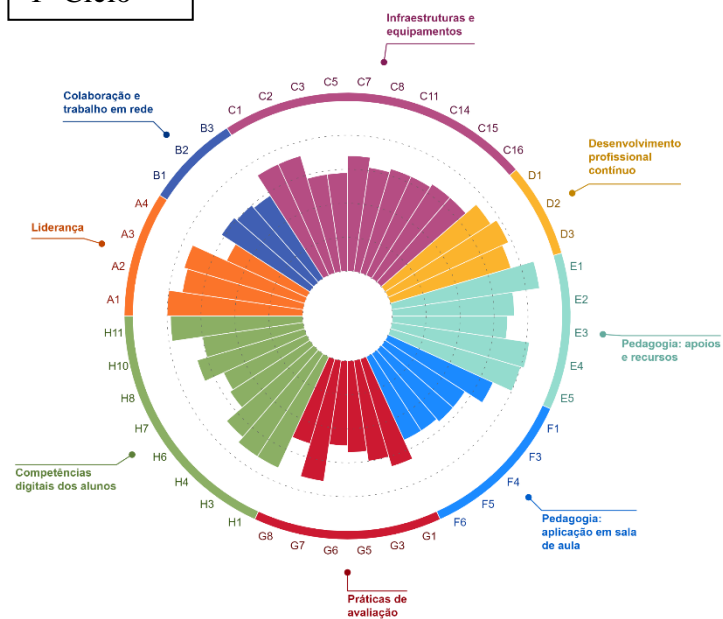 1º Ciclo
Infraestruturas e
equipamentos
Colaboração e
trabalho em rede
Desenvolvimento
profissional
contínuo
Liderança
Pedagogia: apoios
e recursos
Competências
digitais dos alunos
Pedagogia:
aplicação em sala
de aula
Práticas de
avaliação
A1
A2
A3
A4
B1
B2
B3
C1
C2
C3
C5
C7
C8
C11
C14
C15
C16
D1
D2
D3
E1
E2
E3
E4
E5
F1
F3
F4
F5
F6
G1
G3
G5
G6
G7
G8
H1
H3
H4
H6
H7
H8
H10
H11